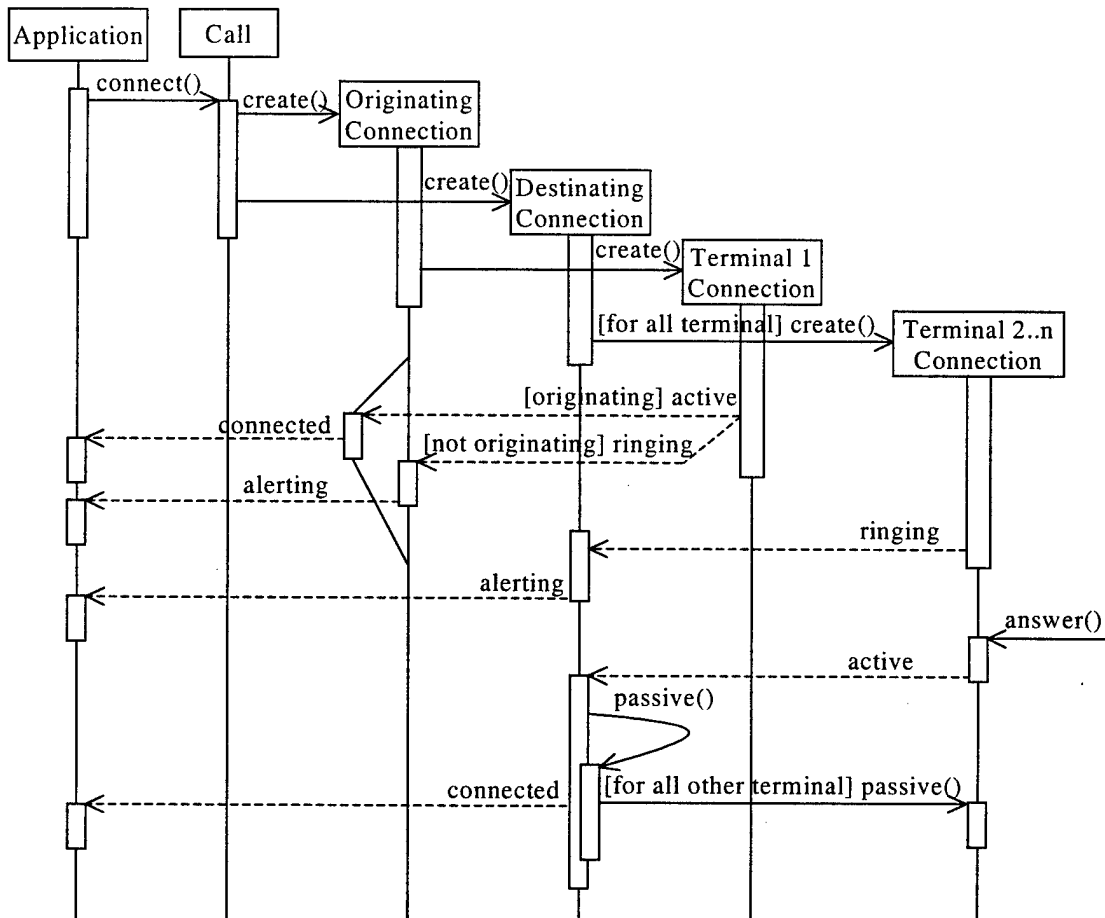 Application
Call
connect()
create()
Originating
Connection
create()
Destinating
Connection
create()
Terminal 1
Connection
[for all terminal] create()
Terminal 2..n
Connection
[originating] active
connected
[not originating] ringing
alerting
ringing
alerting
answer()
active
passive()
connected
[for all other terminal] passive()